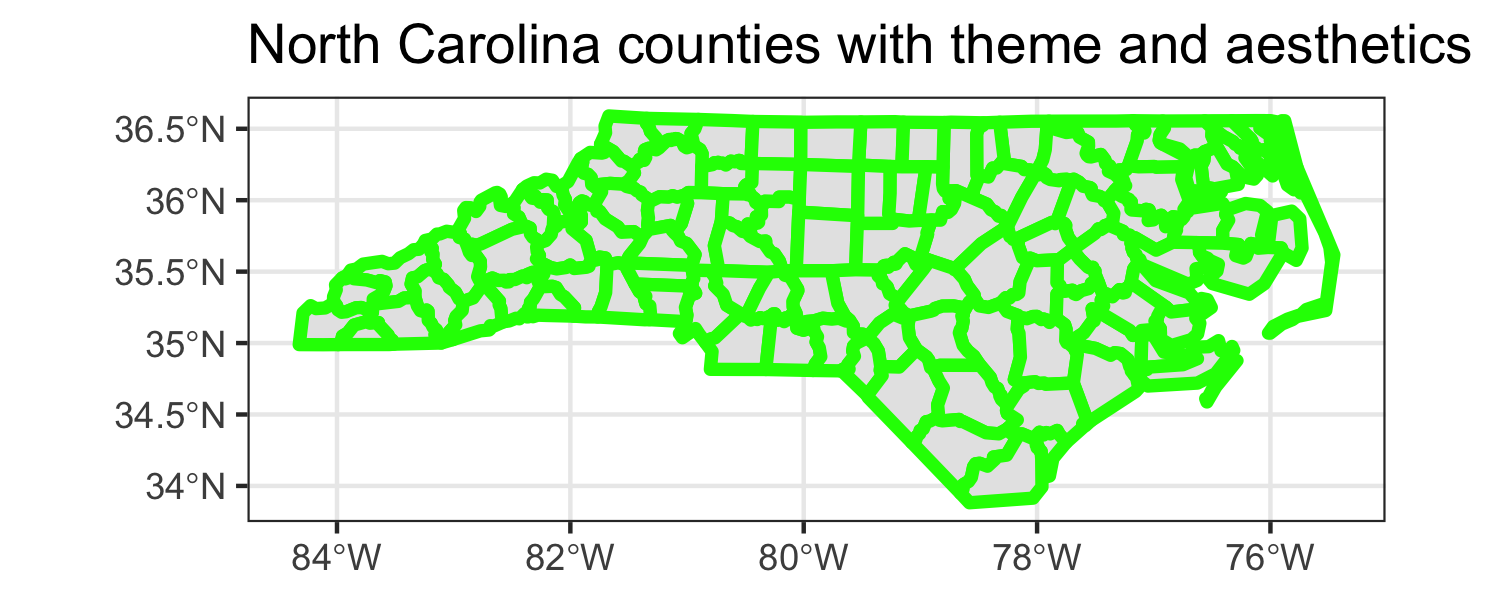 North Carolina counties with theme and aesthetics
36.5°N
36°N
35.5°N
35°N
34.5°N
34°N
84°W 82°W 80°W 78°W 76°W